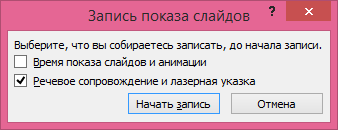 Запись показа слайдов
Выберите, что вы собираетесь записать, до начала записи.
Время показа слайдов и анимации
Речевое сопровождение и лазерная указка
Начать запись
Отмена